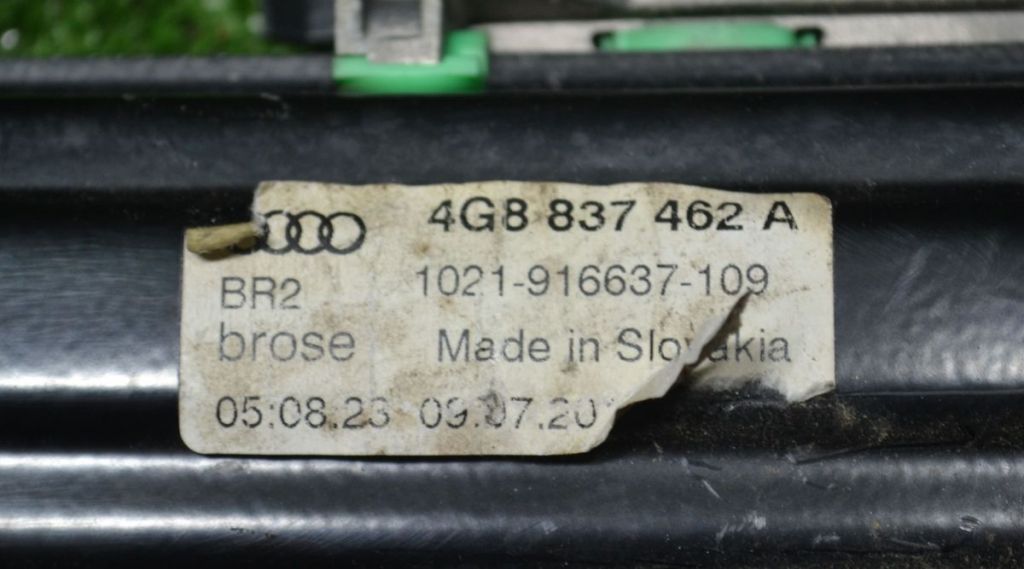 4G8 837 462 A
BR2 1021-916637-109
brose Made in Slovakia
05:08.23 09.07.20